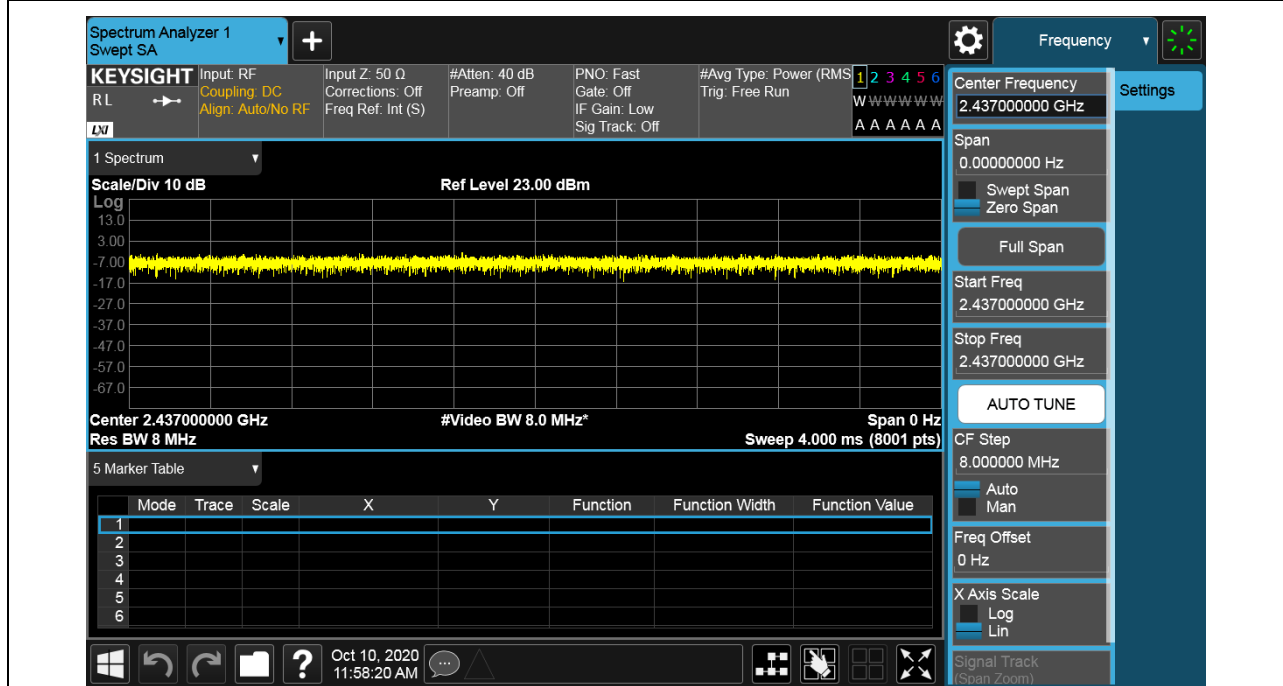 Spectrum Analyzer 1
Swept SA
Frequency
KEYSIGHT
RL
LXI
Input: RF
Coupling: DC
Align: Auto/No RF
Input Z: 50 Ω
Corrections: Off
Freq Ref: Int (S)
#Atten: 40 dB
Preamp: Off
PNO: Fast
Gate: Off
IF Gain: Low
Sig Track: Off
#Avg Type: Power (RMS
Trig: Free Run
1 2 3 4 5 6
W W W W W W
A A A A A A
1 Spectrum
Scale/Div 10 dB
Ref Level 23.00 dBm
Log
13.0
3.00
-7.00
-17.0
-27.0
-37.0
-47.0
-57.0
-67.0
Center 2.437000000 GHz
#Video BW 8.0 MHz*
Span 0 Hz
Res BW 8 MHz
Sweep 4.000 ms (8001 pts)
5 Marker Table
Mode Trace Scale X Y Function Function Width Function Value
1
2
3
4
5
6
Oct 10, 2020
11:58:20 AM
Center Frequency
2.437000000 GHz
Settings
Span
0.00000000 Hz
Swept Span
Zero Span
Full Span
Start Freq
2.437000000 GHz
Stop Freq
2.437000000 GHz
AUTO TUNE
CF Step
8.000000 MHz
Auto
Man
Freq Offset
0 Hz
X Axis Scale
Log
Lin
Signal Track
(Span Zoom)